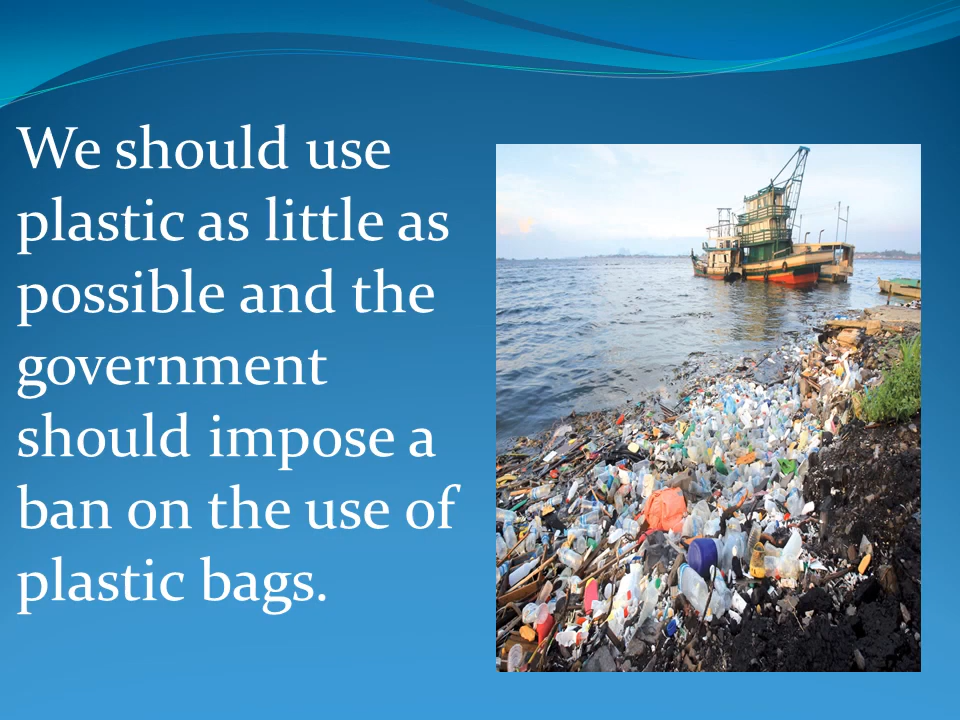 We should use
plastic as little as
possible and the
government
should impose a
ban on the use of
plastic bags.